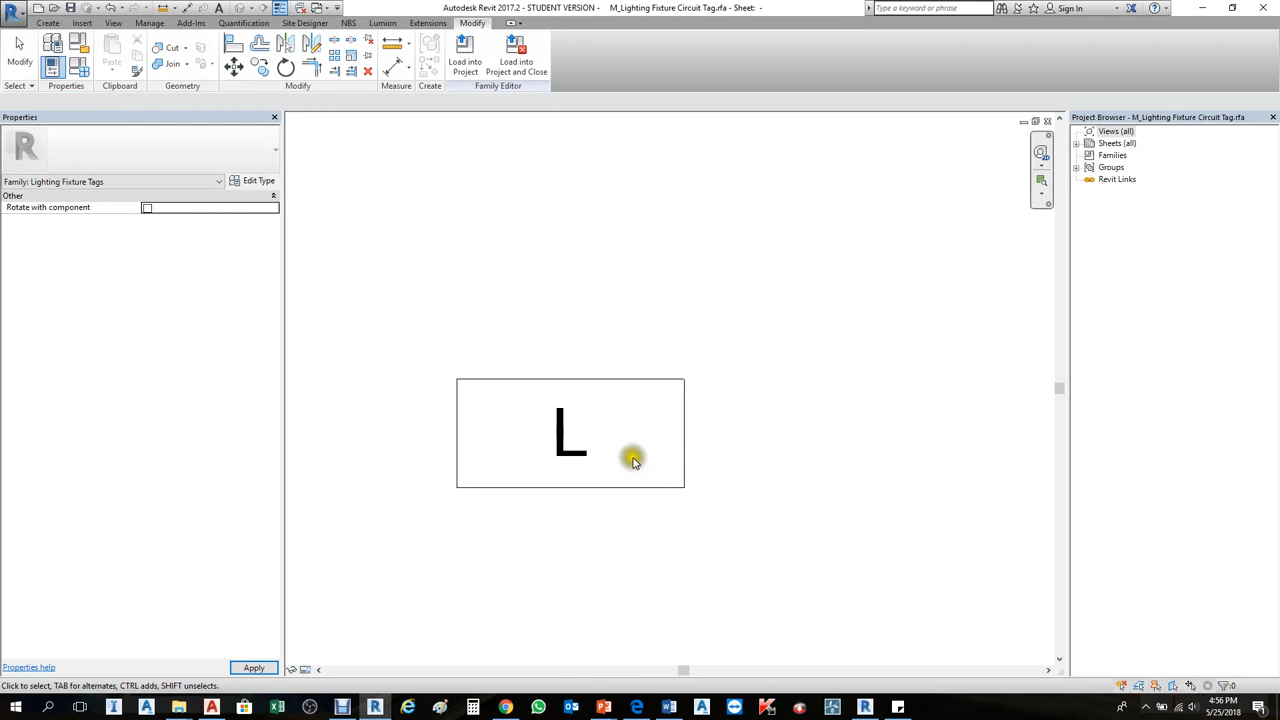 Autodesk Revit 2017.2 - STUDENT VERSION - M_Lighting Fixture Circuit Tag.rfa - Sheet: -
Type a keyword or phrase
Sign In
Create Insert View Manage Add-Ins Quantification Site Designer NBS Lumion Extensions Modify
Modify
Paste
Cut
Join
Load into
Project
Load into
Project and Close
Select Properties Clipboard Geometry Modify Measure Create Family Editor
Properties
Family: Lighting Fixture Tags
Edit Type
Other
Rotate with component
Properties help
Apply
L
Project Browser - M_Lighting Fixture Circuit Tag.rfa
Views (all)
Sheets (all)
Families
Groups
Revit Links
Click to select, TAB for alternates, CTRL adds, SHIFT unselects.
:0
4:56 PM
5/25/2018